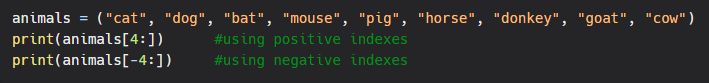 animals = ("cat", "dog", "bat", "mouse", "pig", "horse", "donkey", "goat", "cow")
print(animals[4:])       #using positive indexes
print(animals[-4:])      #using negative indexes